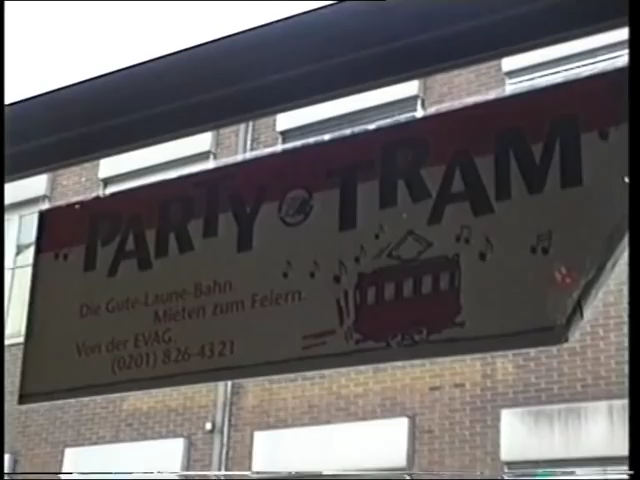 PARTY TRAM
Die Gute-Laune-Bahn.
Mieten zum Feiern.
Von der EVAG.
(0201) 826-4321